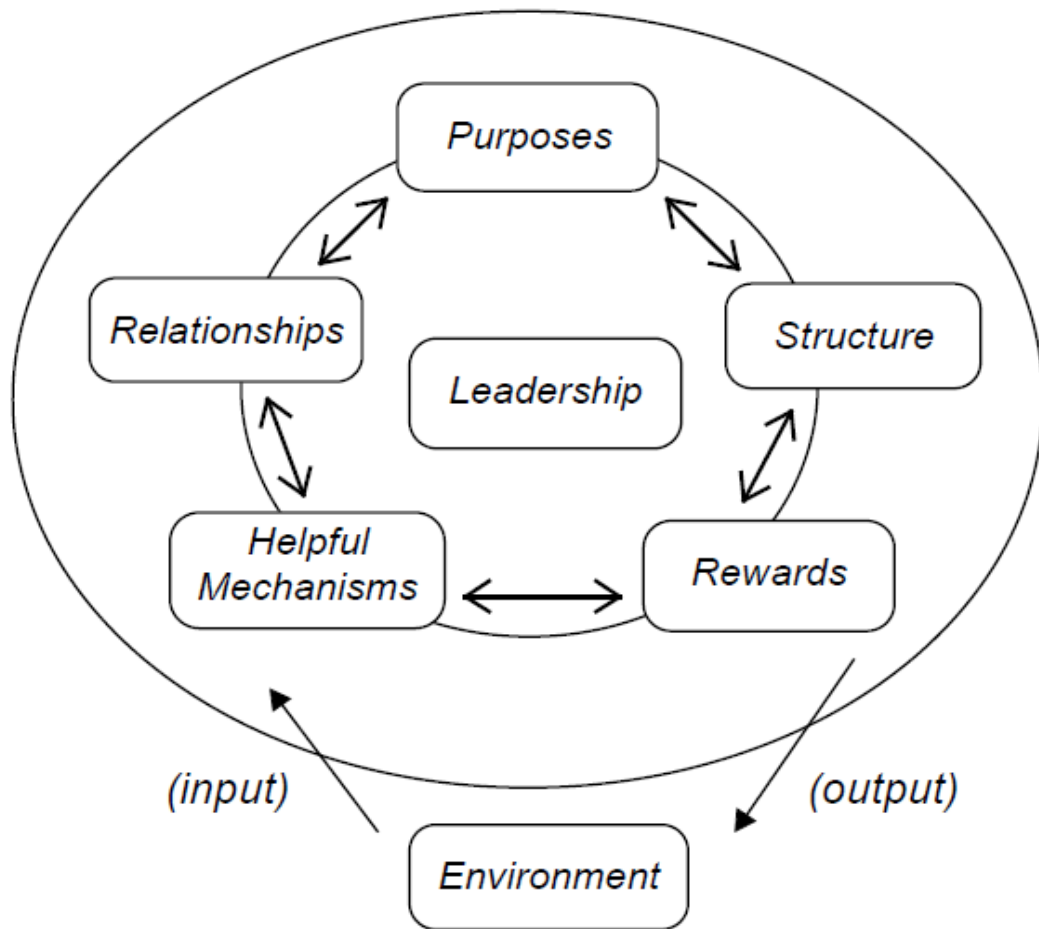 Purposes
Relationships
Structure
Leadership
Helpful
Mechanisms
Rewards
(input)
(output)
Environment